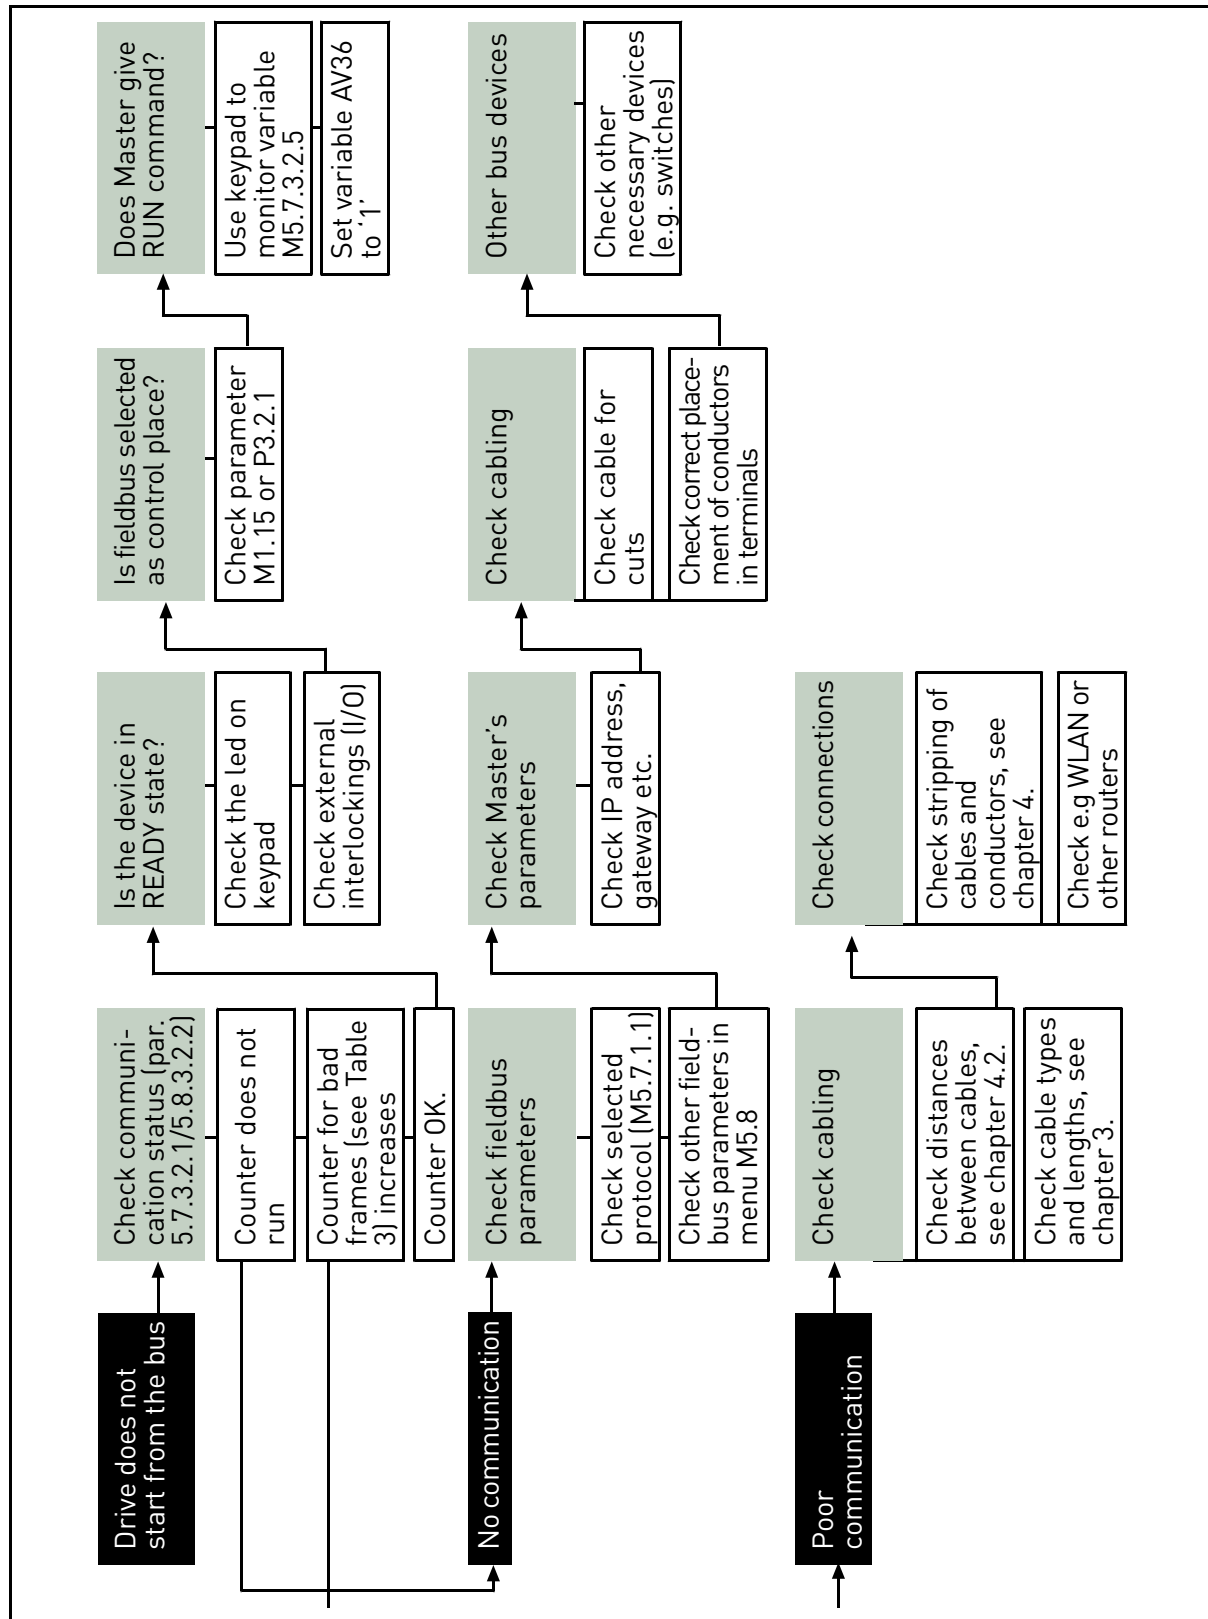 Drive does not
start from the bus
Check communi-
cation status (par.
5.7.3.2.1/5.8.3.2.2)
Counter does not
run
Counter for bad
frames (see Table
3) increases
Counter OK.
Is the device in
READY state?
Check the led on
keypad
Check external
interlockings (I/O)
Is fieldbus selected
as control place?
Check parameter
M1.15 or P3.2.1
Does Master give
RUN command?
Use keypad to
monitor variable
M5.7.3.2.5
Set variable AV36
to ‘1’
No communication
Check fieldbus
parameters
Check selected
protocol (M5.7.1.1)
Check other field-
bus parameters in
menu M5.8
Check Master’s
parameters
Check IP address,
gateway etc.
Check cabling
Check cable for
cuts
Check correct place-
ment of conductors
in terminals
Other bus devices
Check other
necessary devices
(e.g. switches)
Poor
communication
Check cabling
Check distances
between cables,
see chapter 4.2.
Check cable types
and lengths, see
chapter 3.
Check connections
Check stripping of
cables and
conductors, see
chapter 4.
Check e.g WLAN or
other routers